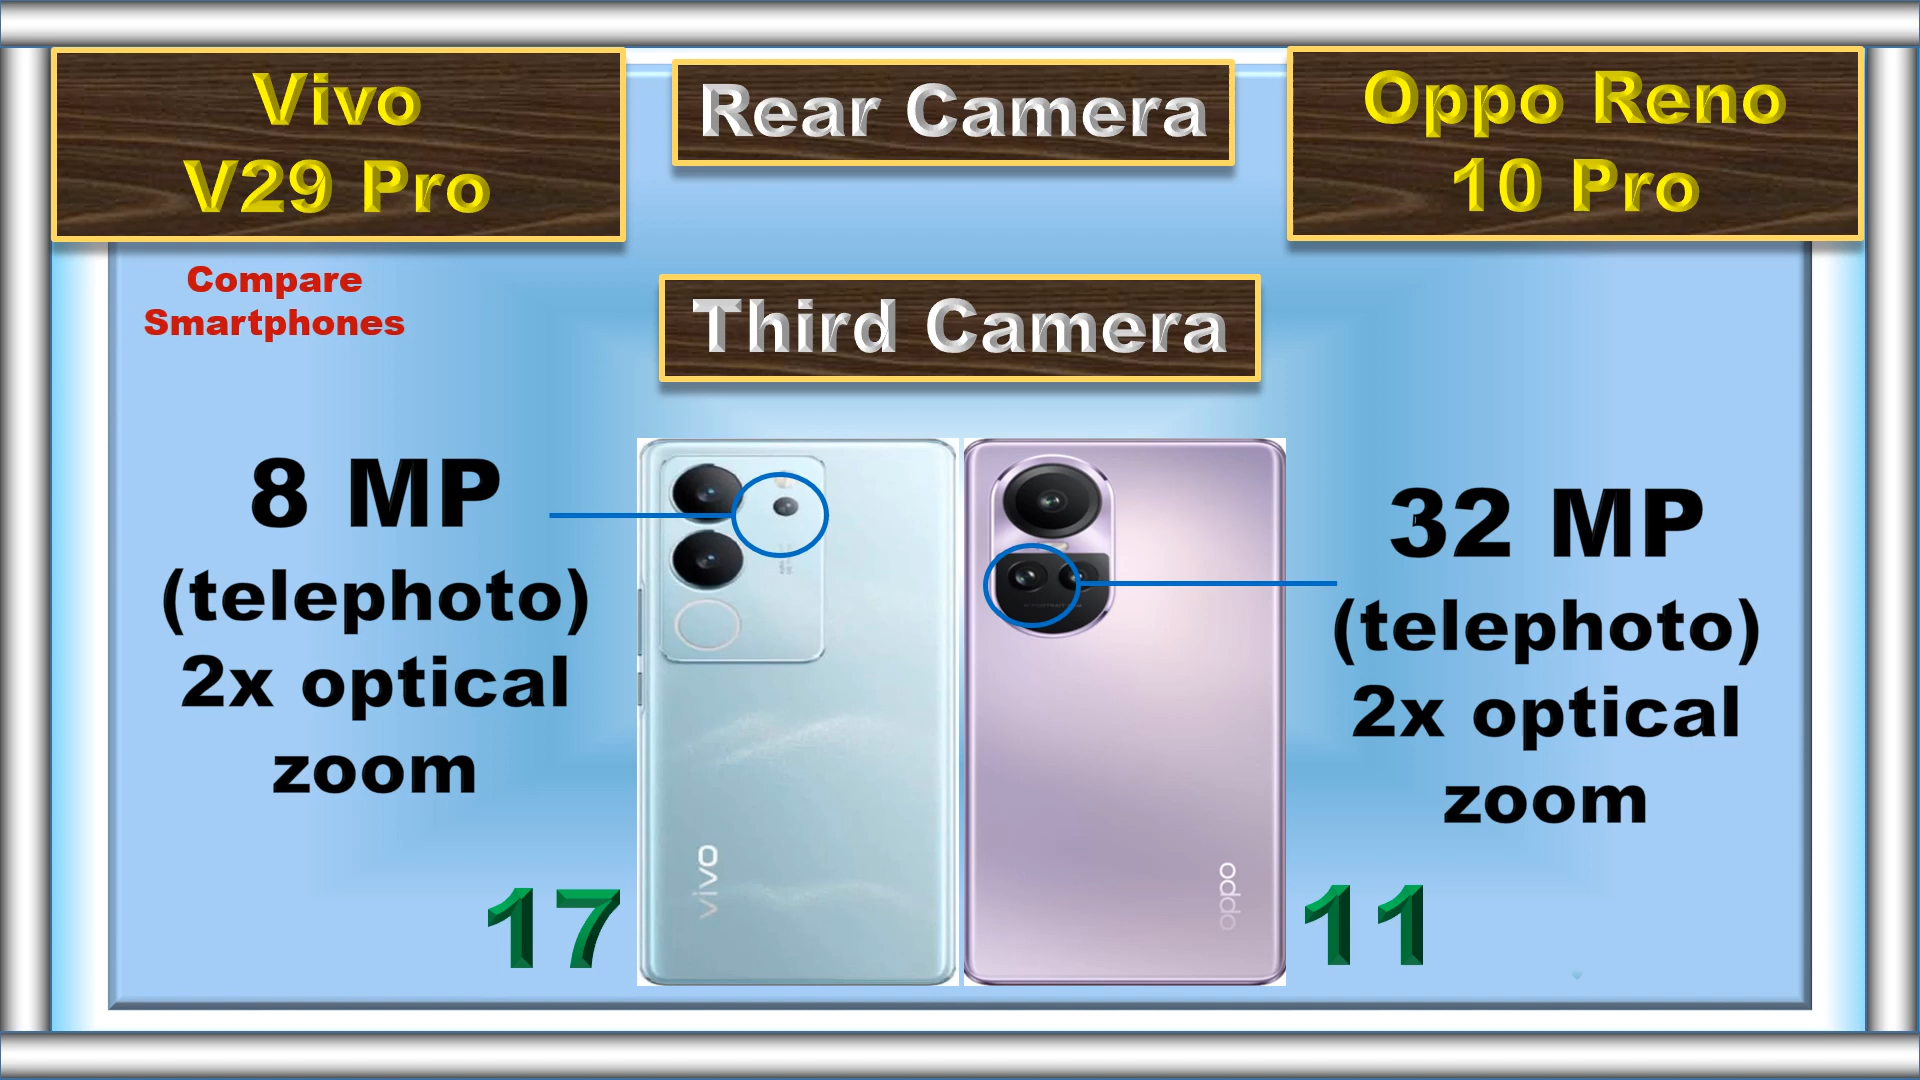 Vivo
V29 Pro
Rear Camera
Oppo Reno
10 Pro
Compare
Smartphones
Third Camera
8 MP
(telephoto)
2x optical
zoom
32 MP
(telephoto)
2x optical
zoom
vivo
oppo
17
11